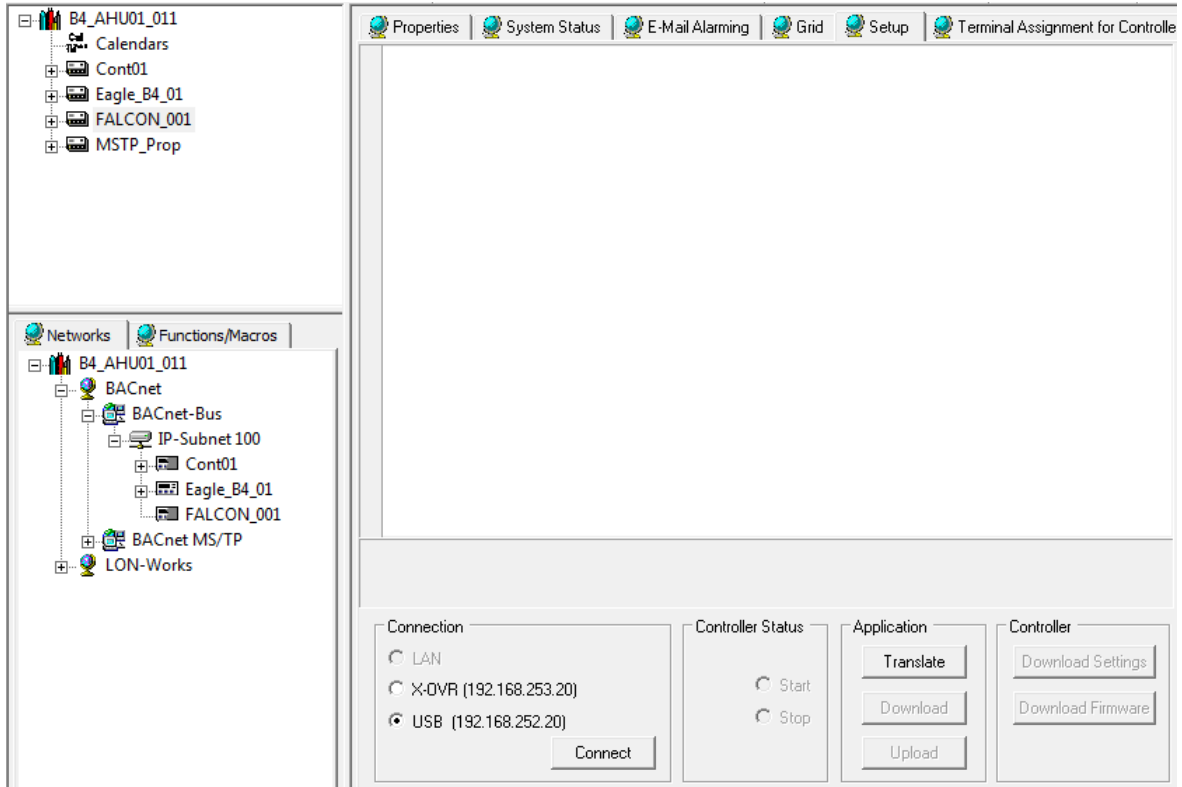 B4_AHU01_011
Calendars
Cont01
Eagle_B4_01
FALCON_001
MSTP_Prop
Networks Functions/Macros
B4_AHU01_011
BACnet
BACnet-Bus
IP-Subnet 100
Cont01
Eagle_B4_01
FALCON_001
BACnet MS/TP
LON-Works
Properties System Status E-Mail Alarming Grid Setup Terminal Assignment for Controlle
Connection
LAN
X-OVR (192.168.253.20)
USB (192.168.252.20)
Connect
Controller Status
Start
Stop
Application
Translate
Download
Upload
Controller
Download Settings
Download Firmware